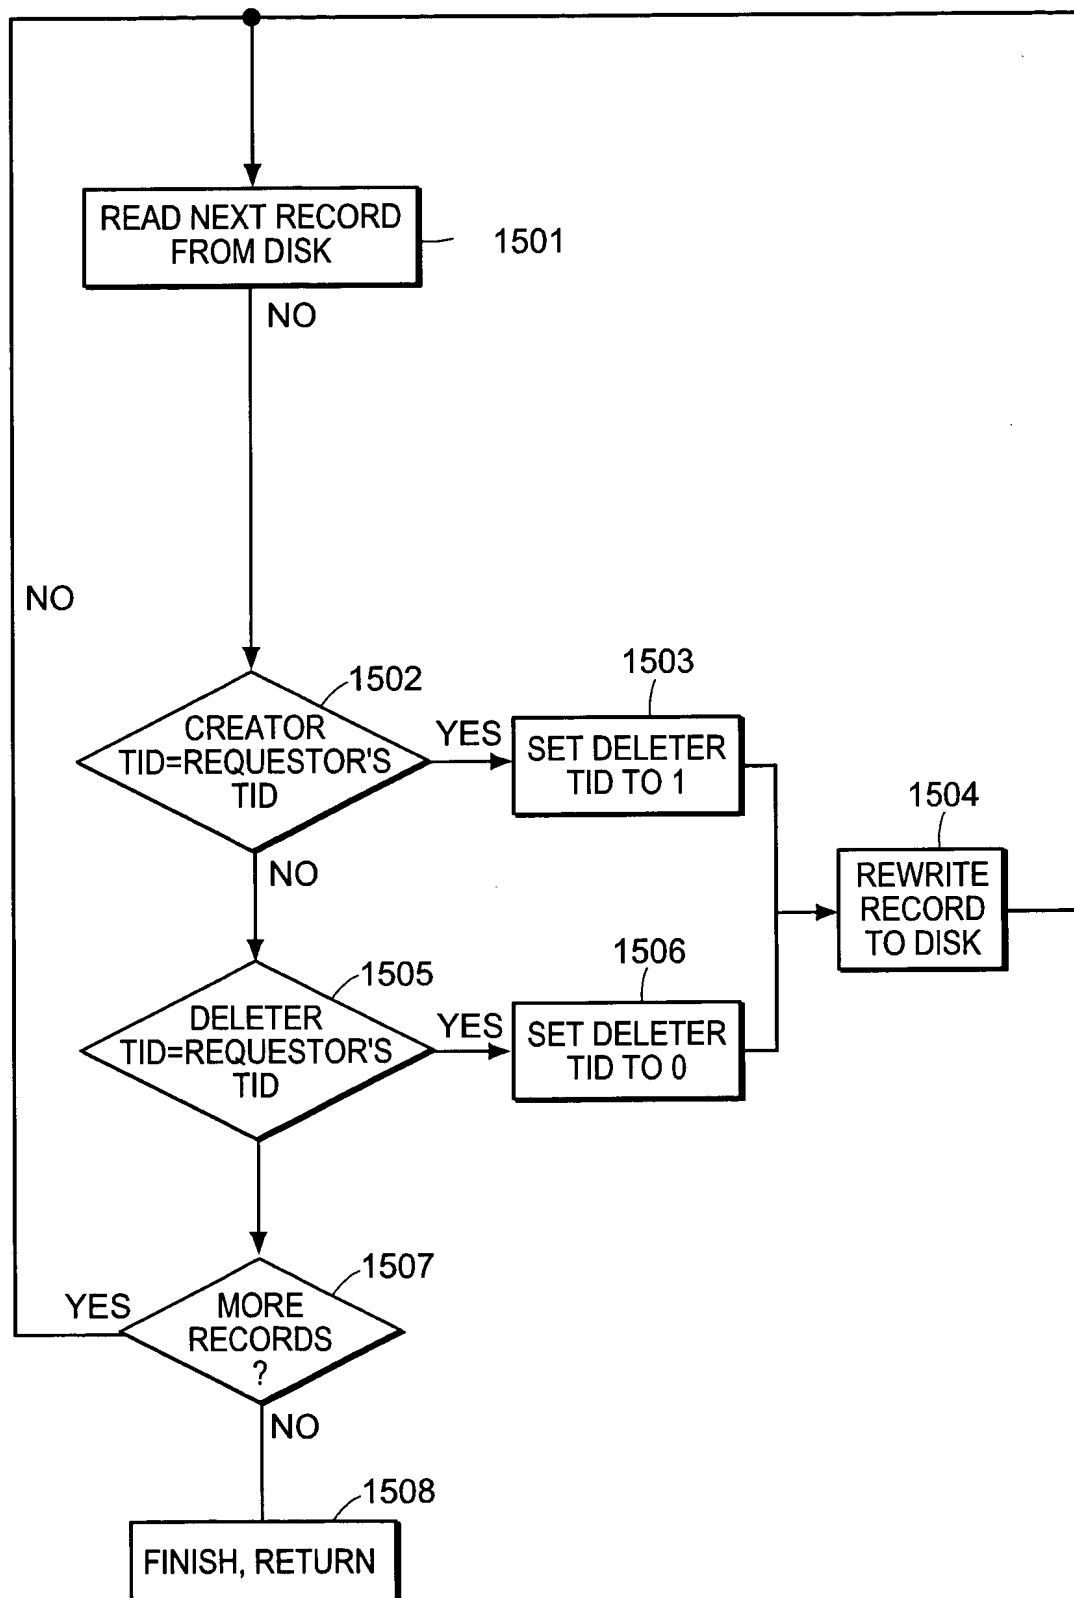 READ NEXT RECORD
FROM DISK
1501
NO
NO
1502
CREATOR
TID=REQUESTOR'S
TID
YES
1503
SET DELETER
TID TO 1
1504
REWRITE
RECORD
TO DISK
NO
1505
DELETER
TID=REQUESTOR'S
TID
YES
1506
SET DELETER
TID TO 0
1507
YES
MORE
RECORDS
?
NO
1508
FINISH, RETURN